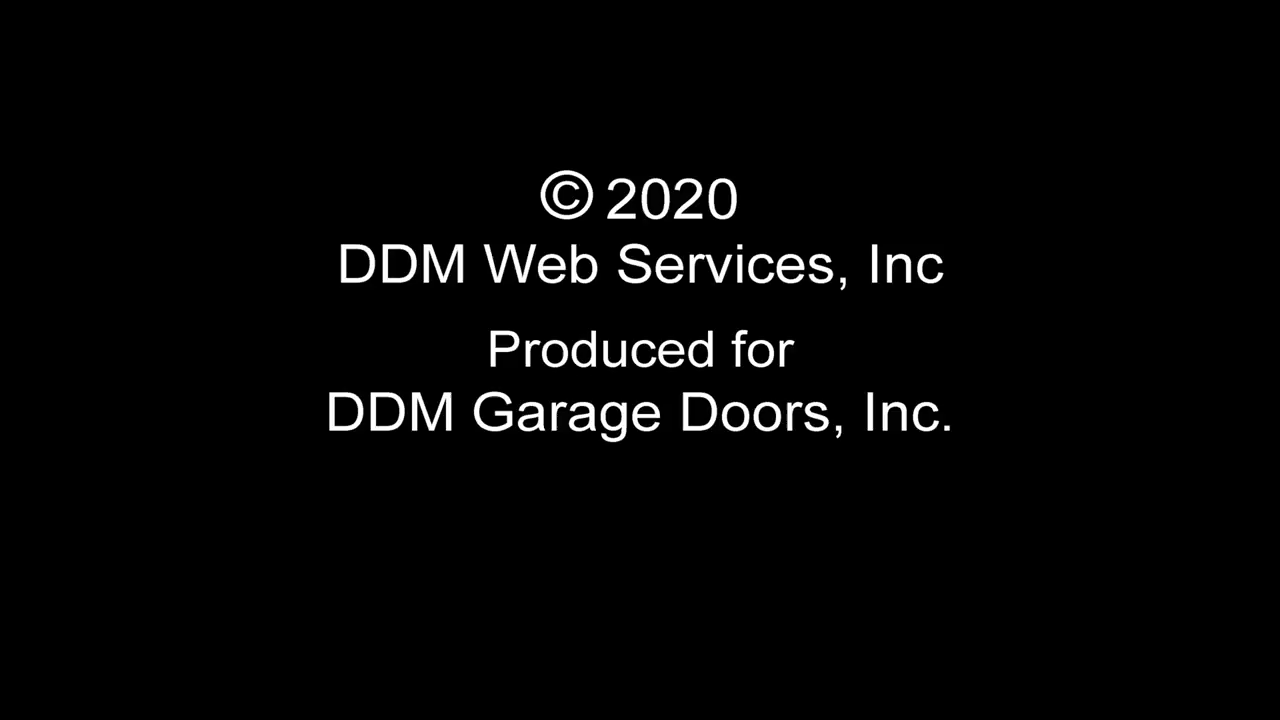 © 2020
DDM Web Services, Inc
Produced for
DDM Garage Doors, Inc.